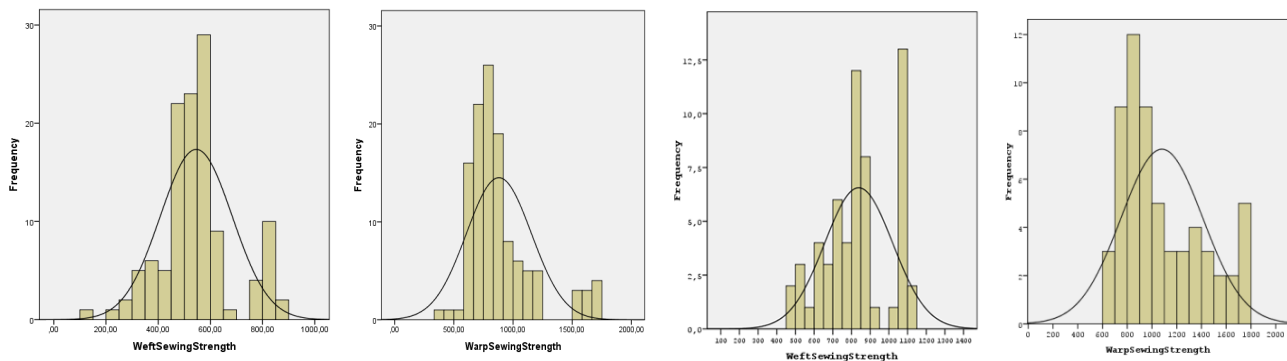 30
20
10
0
Frequency
,00 200,00 400,00 600,00 800,00 1000,00
WeftSewingStrength
30
20
10
0
Frequency
,00 500,00 1000,00 1500,00 2000,00
WarpSewingStrength
12,5
10,0
7,5
5,0
2,5
0,0
Frequency
100 200 300 400 500 600 700 800 900 1000 1100 1200 1300 1400
WeftSewingStrength
12
10
8
6
4
2
0
Frequency
0 200 400 600 800 1000 1200 1400 1600 1800 2000
WarpSewingStrength